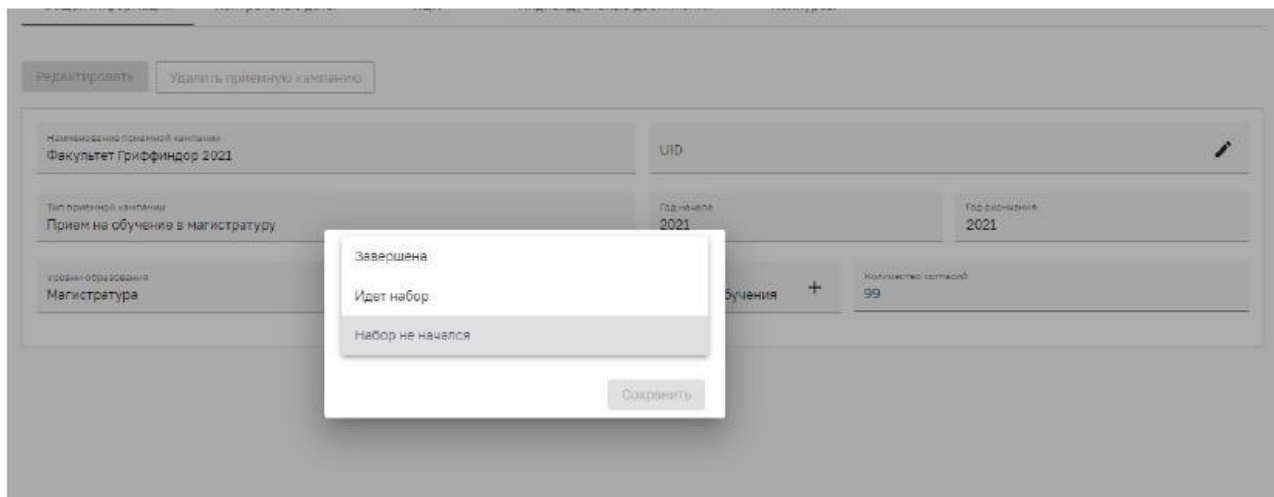 Редактировать
Удалить приемную кампанию
Наименование приемной кампании
Факультет Гриффиндор 2021
UID
Тип приемной кампании
Прием на обучение в магистратуру
Год начала
2021
Год окончания
2021
Уровни образования
Магистратура
обучения
Количество согласий
99
Завершена
Идет набор
Набор не начался
Сохранить